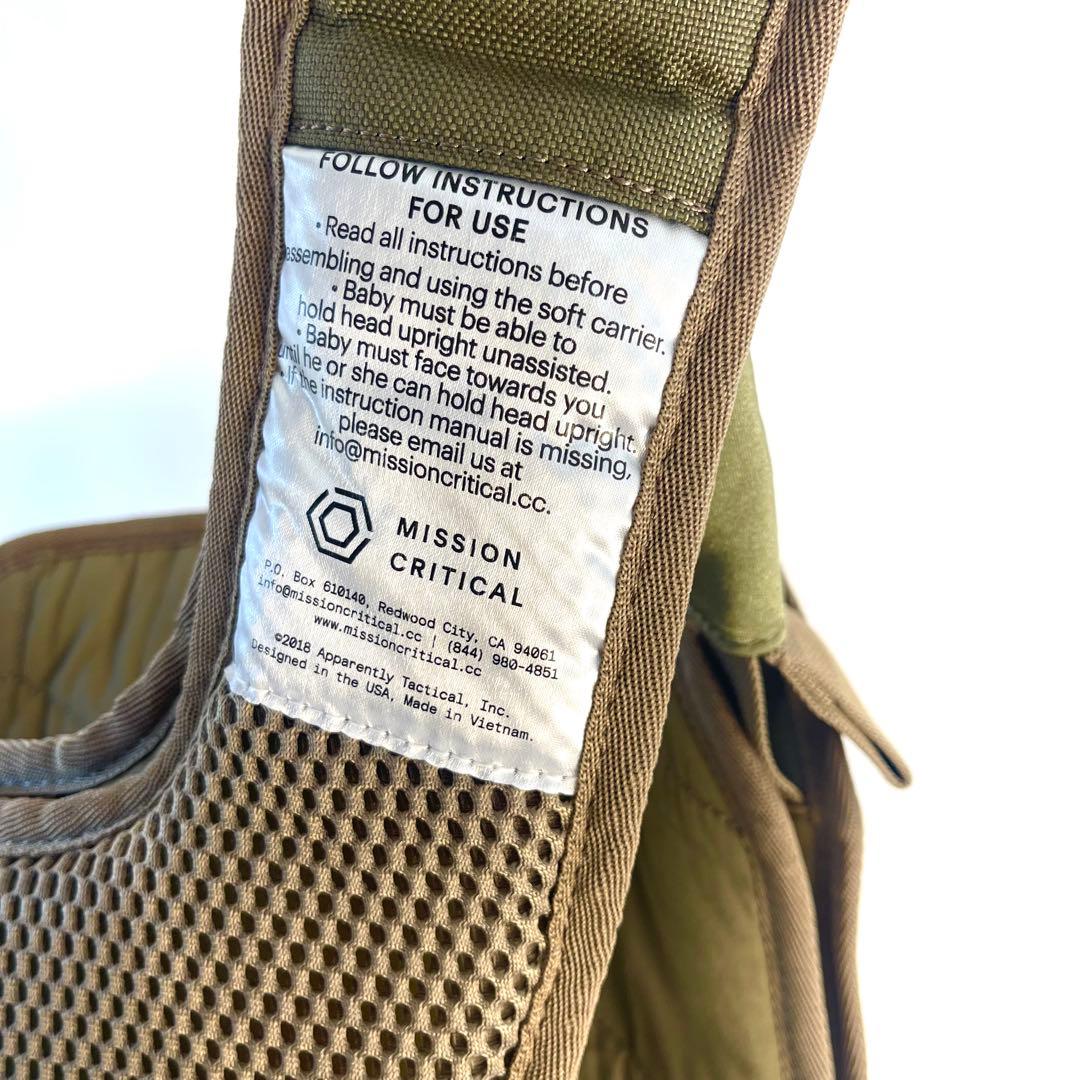 FOLLOW INSTRUCTIONS
FOR USE
• Read all instructions before
assembling and using the soft carrier.
• Baby must be able to
hold head upright unassisted.
• Baby must face towards you
until he or she can hold head upright.
• If the instruction manual is missing,
please email us at
info@missioncritical.cc.
MISSION
CRITICAL
P.O. Box 610140, Redwood City, CA 94061
info@missioncritical.cc | (844) 980-4851
www.missioncritical.cc
©2018 Apparently Tactical, Inc.
Designed in the USA, Made in Vietnam.